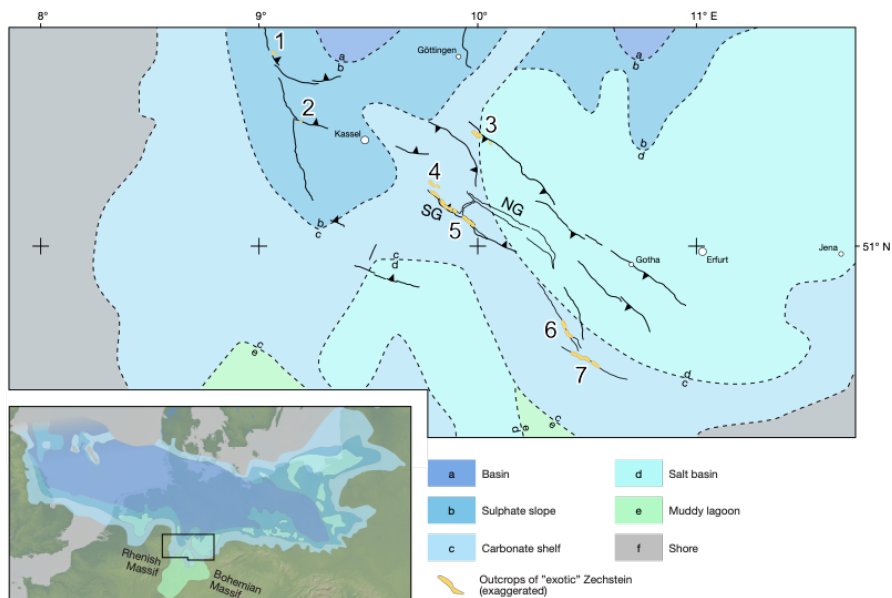 8° 9° 10° 11° E
1
a
b
Göttingen
a
b
2
Kassel
3
b
d
4
NG
SG
5
b
c
c
d
51° N
Gotha
Erfurt
Jena
6
7
c
e
d
c
d
e
c
e
Rhenish
Massif
Bohemian
Massif
a Basin
b Sulphate slope
c Carbonate shelf
d Salt basin
e Muddy lagoon
f Shore
Outcrops of "exotic" Zechstein
(exaggerated)